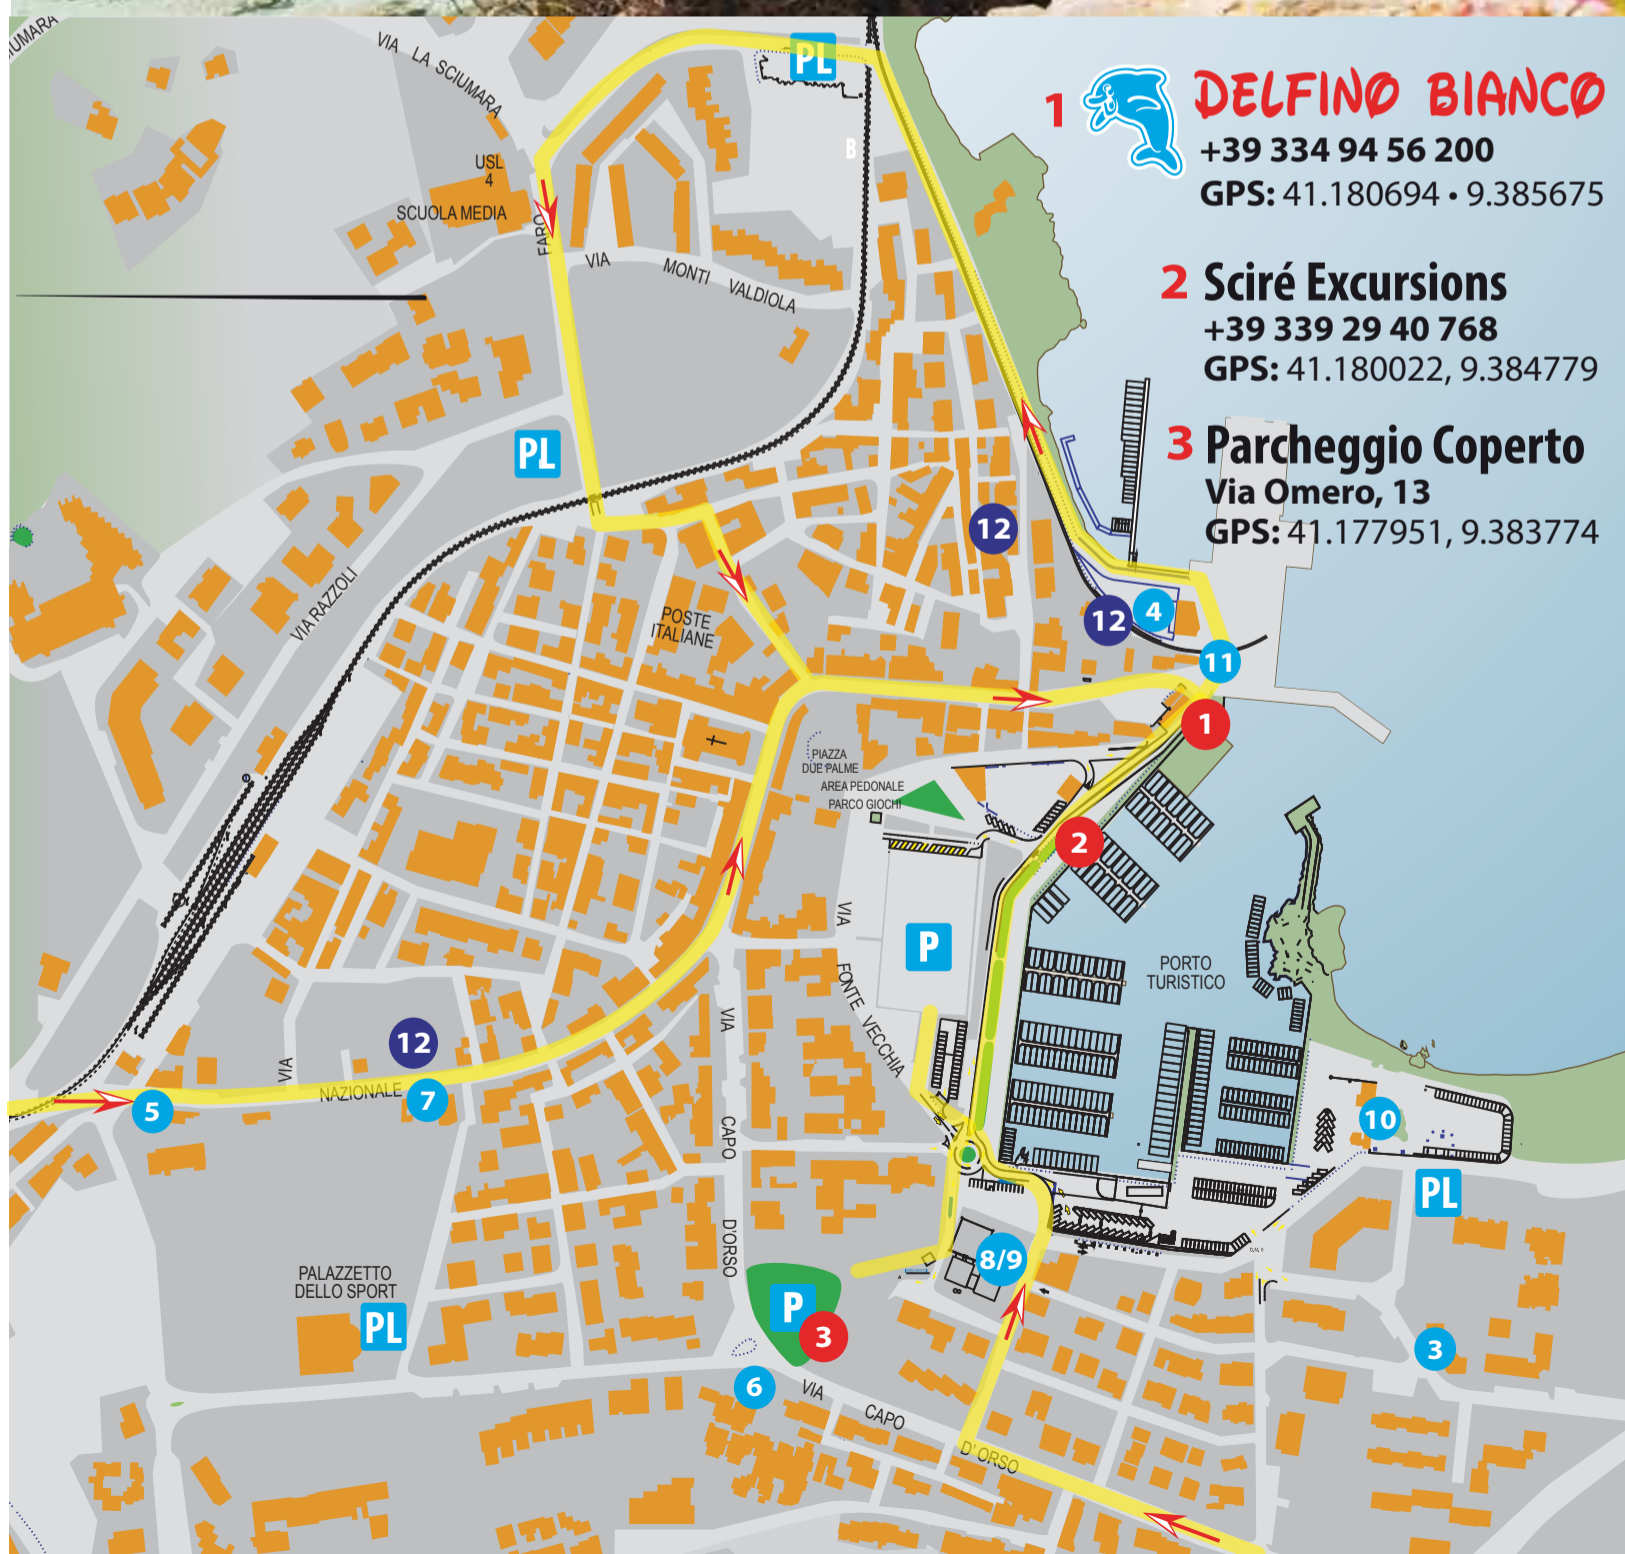 IUMARA
VIA LA SCIUMARA
PL
1 DELFINO BIANCO
+39 334 94 56 200
GPS: 41.180694 • 9.385675
B
USL
4
SCUOLA MEDIA
FARO
VIA MONTI VALDIOLA
2 Sciré Excursions
+39 339 29 40 768
GPS: 41.180022, 9.384779
3 Parcheggio Coperto
Via Omero, 13
GPS: 41.177951, 9.383774
PL
12
VIA RAZZOLI
POSTE
ITALIANE
12
4
11
1
PIAZZA
DUE PALME
AREA PEDONALE
PARCO GIOCHI
2
VIA FONTE VECCHIA
P
PORTO
TURISTICO
12
VIA NAZIONALE
5
7
10
VIA CAPO D'ORSO
PL
8/9
PALAZZETTO
DELLO SPORT
PL
P
3
3
6
VIA CAPO D'ORSO